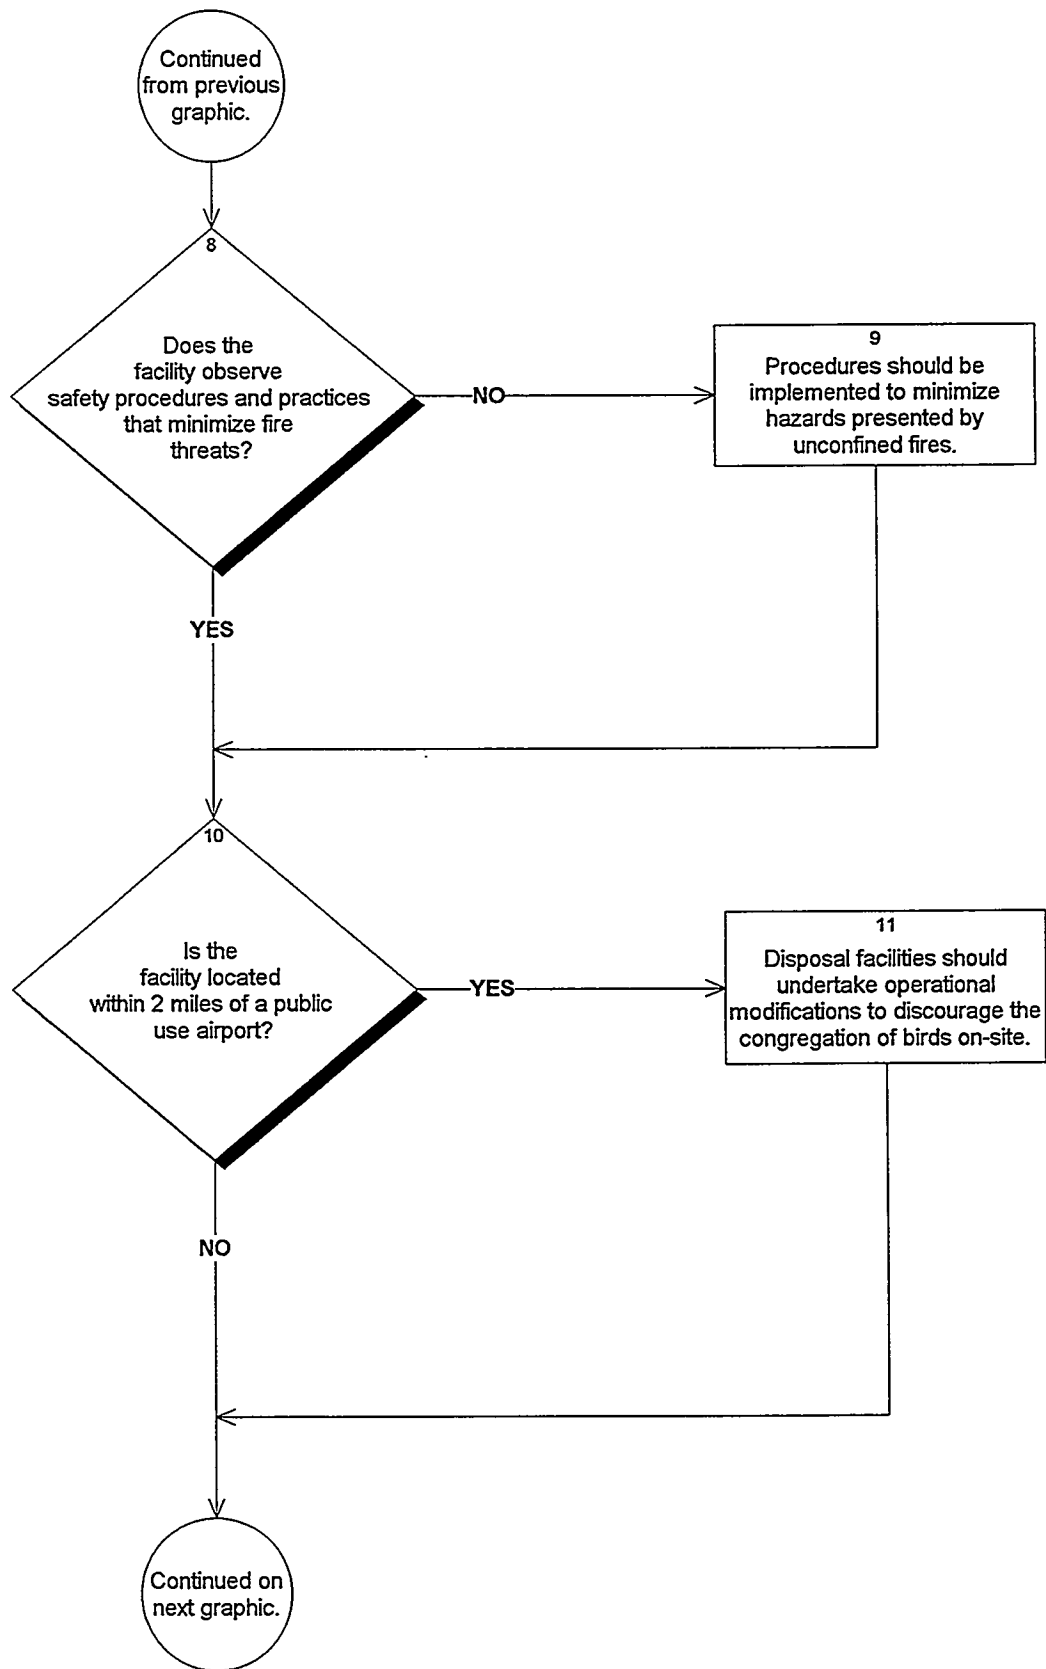 Continued
from previous
graphic.
8
Does the
facility observe
safety procedures and practices
that minimize fire
threats?
NO
9
Procedures should be
implemented to minimize
hazards presented by
unconfined fires.
YES
10
Is the
facility located
within 2 miles of a public
use airport?
YES
11
Disposal facilities should
undertake operational
modifications to discourage the
congregation of birds on-site.
NO
Continued on
next graphic.